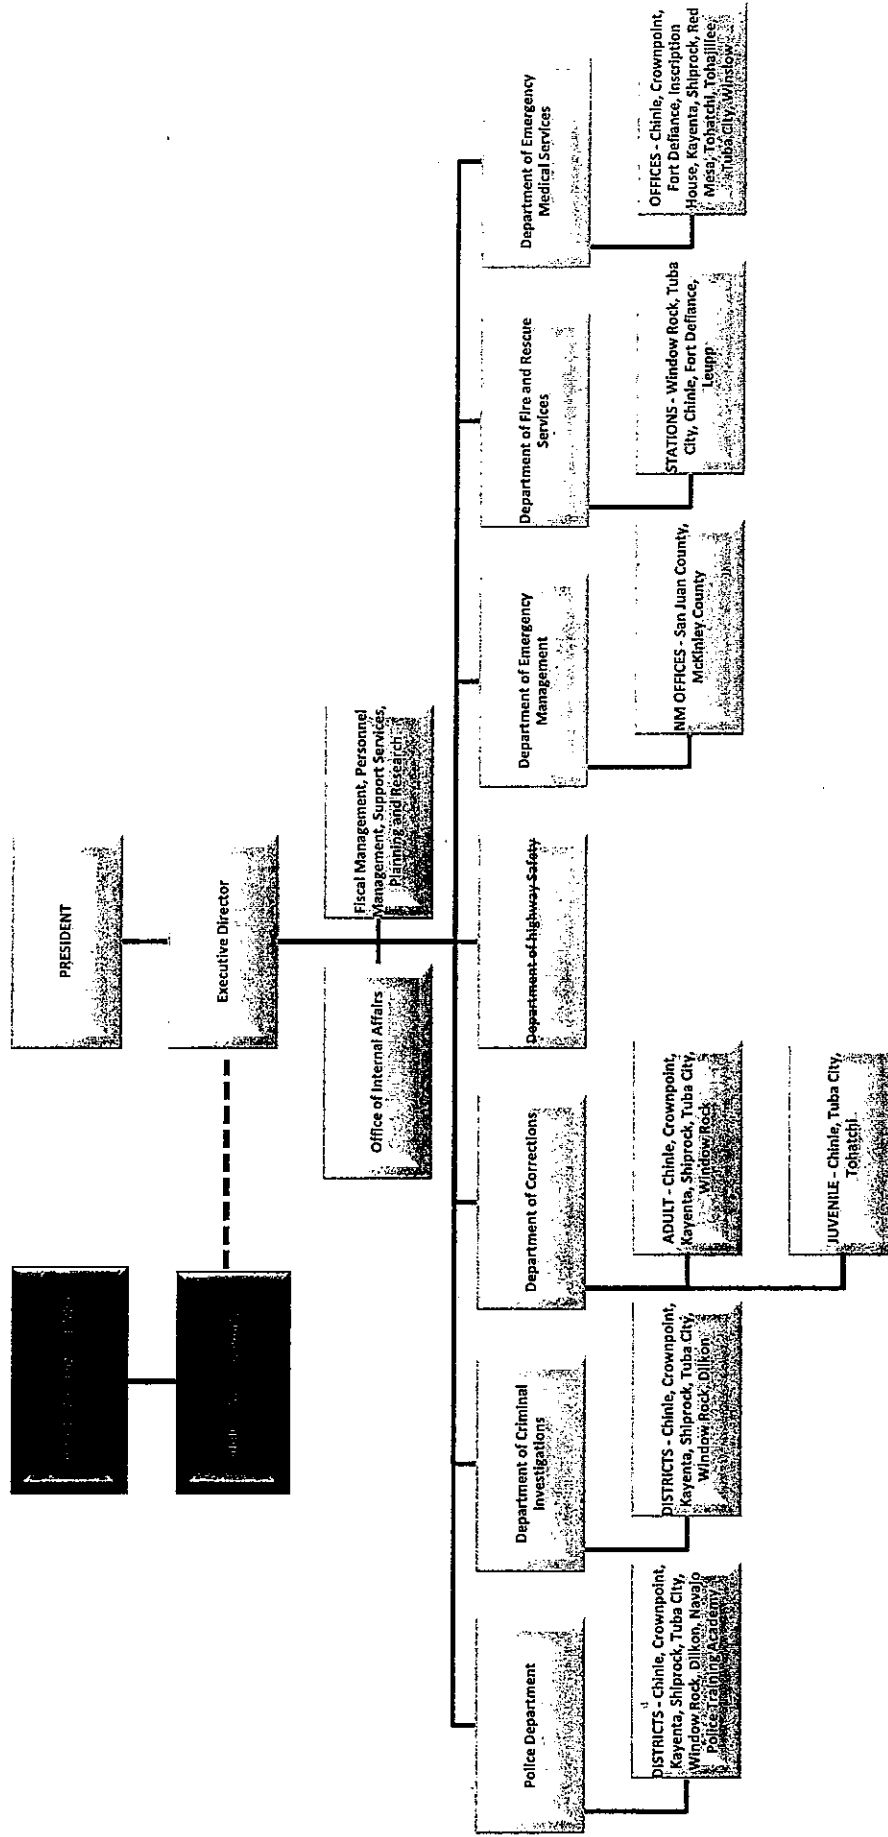 PRESIDENT
Executive Director
Office of Internal Affairs
Fiscal Management, Personnel
Management, Support Services,
Planning and Research
Police Department
DISTRICTS - Chinle, Crownpoint,
Kayenta, Shiprock, Tuba City,
Window Rock, Dilkon, Navajo
Police Training Academy
Department of Criminal
Investigations
DISTRICTS - Chinle, Crownpoint,
Kayenta, Shiprock, Tuba City,
Window Rock, Dilkon
Department of Corrections
ADULT - Chinle, Crownpoint,
Kayenta, Shiprock, Tuba City,
Window Rock
JUVENILE - Chinle, Tuba City,
Tohatchi
Department of highway Safety
Department of Emergency
Management
NM OFFICES - San Juan County,
McKinley County
Department of Fire and Rescue
Services
STATIONS - Window Rock, Tuba
City, Chinle, Fort Defiance,
Leupp
Department of Emergency
Medical Services
OFFICES - Chinle, Crownpoint,
Fort Defiance, Inscription
House, Kayenta, Shiprock, Red
Mesa, Tohatchi, Tohajiilee,
Tuba City, Winslow